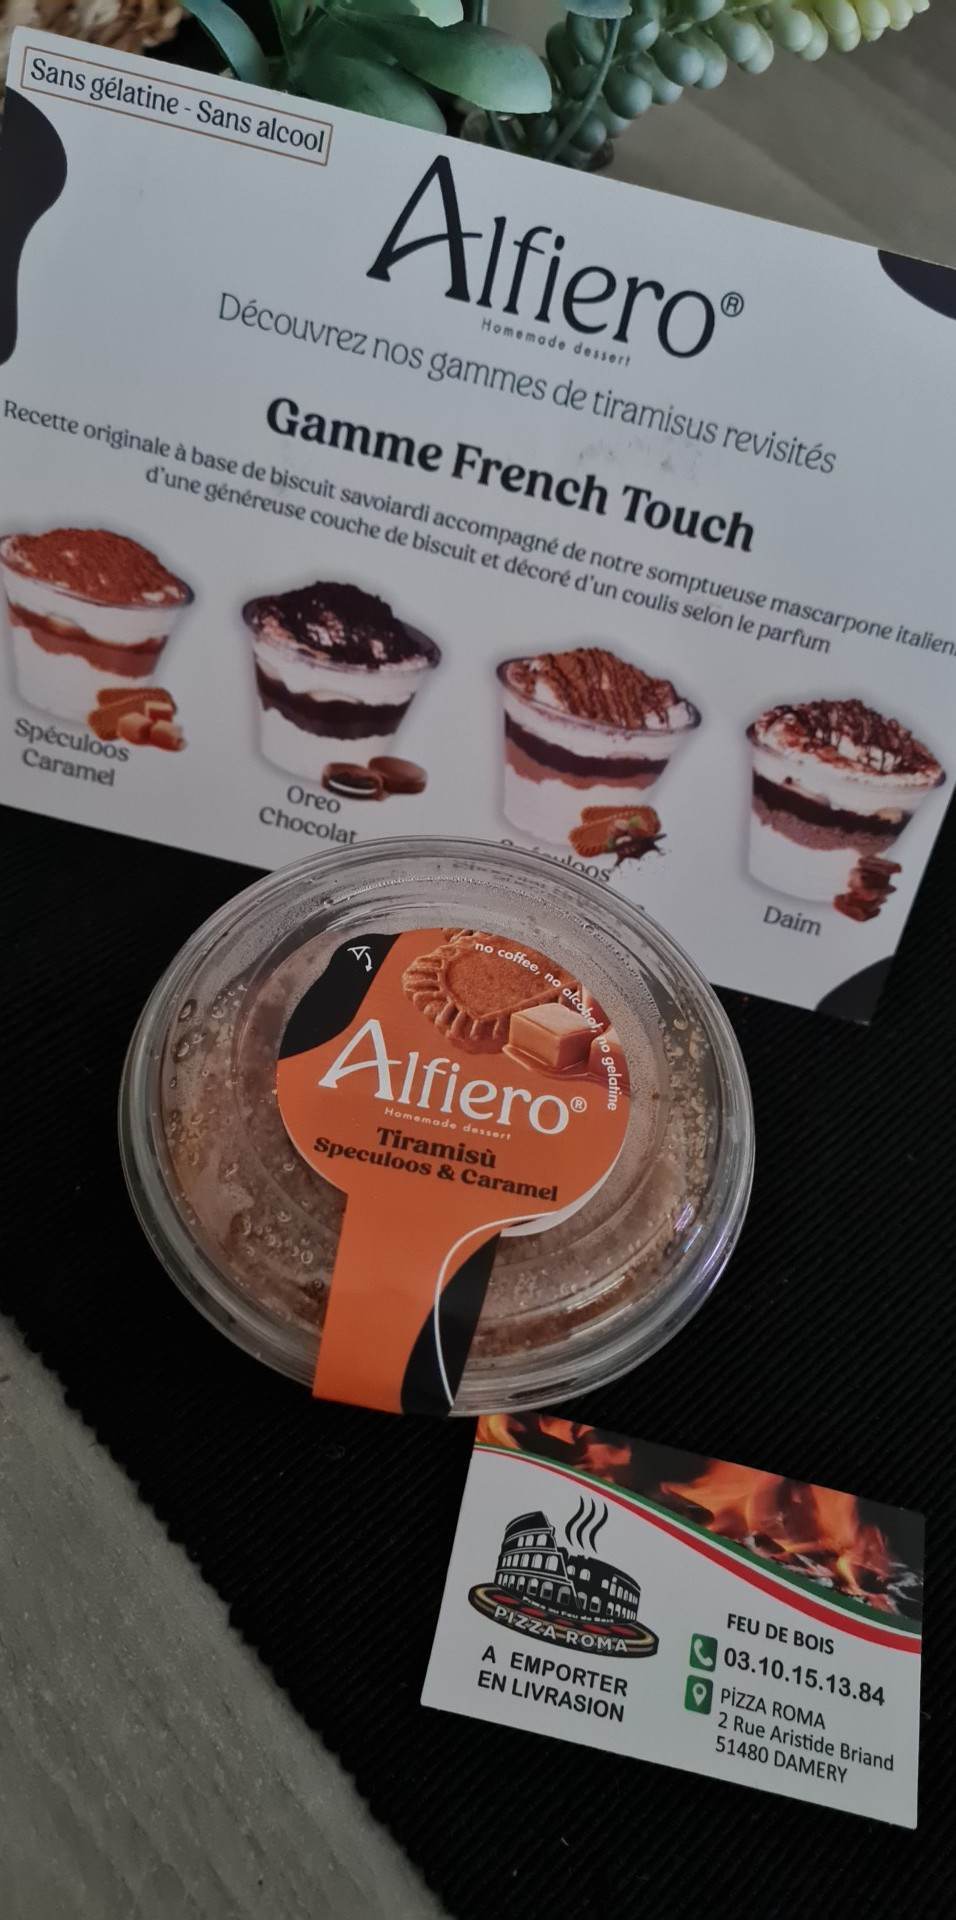 Sans gélatine - Sans alcool
Alfiero®
Homemade dessert
Découvrez nos gammes de tiramisus revisités
Gamme French Touch
Recette originale à base de biscuit savoiardi accompagné de notre somptueuse mascarpone italien
d'une généreuse couche de biscuit et décoré d'un coulis selon le parfum
Spéculoos
Caramel
Oreo
Chocolat
Spéculoos
Daim
no coffee, no alcohol, no gelatine
Alfiero®
Homemade dessert
Tiramisù
Speculoos & Caramel
PIZZA ROMA
A EMPORTER
EN LIVRASION
FEU DE BOIS
03.10.15.13.84
PiZZA ROMA
2 Rue Aristide Briand
51480 DAMERY